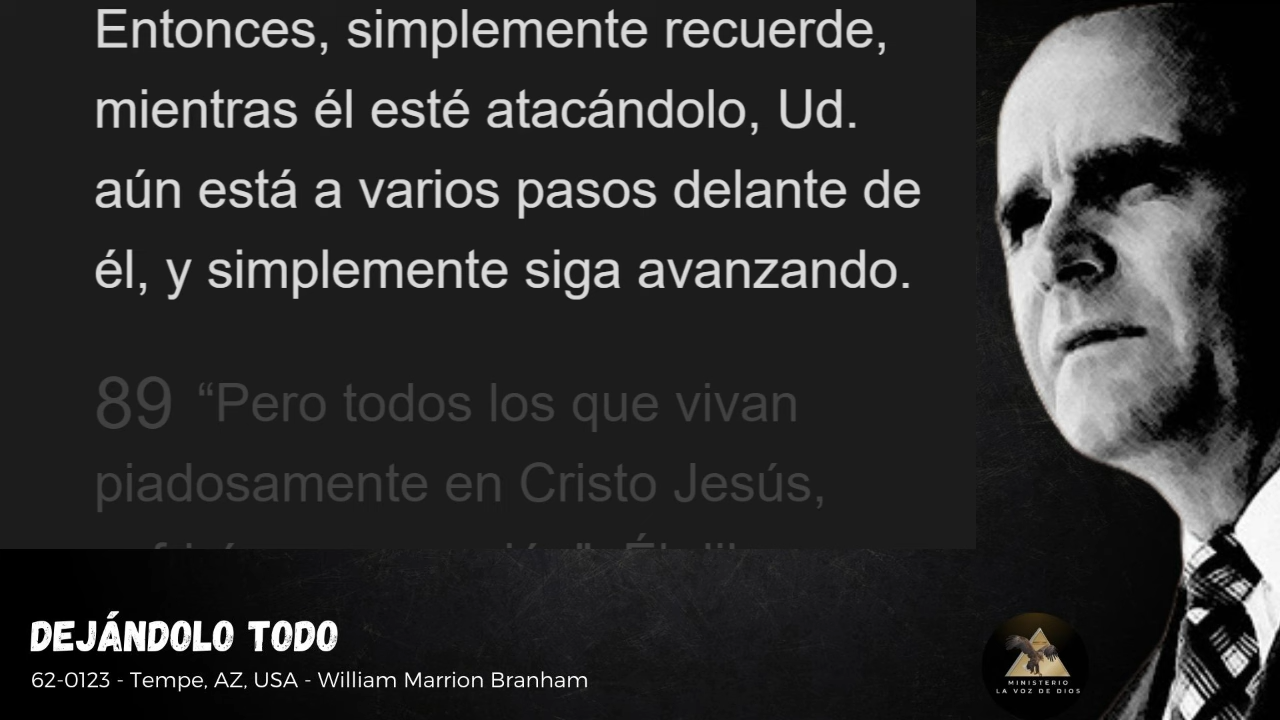 Entonces, simplemente recuerde,
mientras él esté atacándolo, Ud.
aún está a varios pasos delante de
él, y simplemente siga avanzando.
89 “Pero todos los que vivan
piadosamente en Cristo Jesús,
DEJÁNDOLO TODO
62-0123 - Tempe, AZ, USA - William Marrion Branham
MINISTERIO
LA VOZ DE DIOS